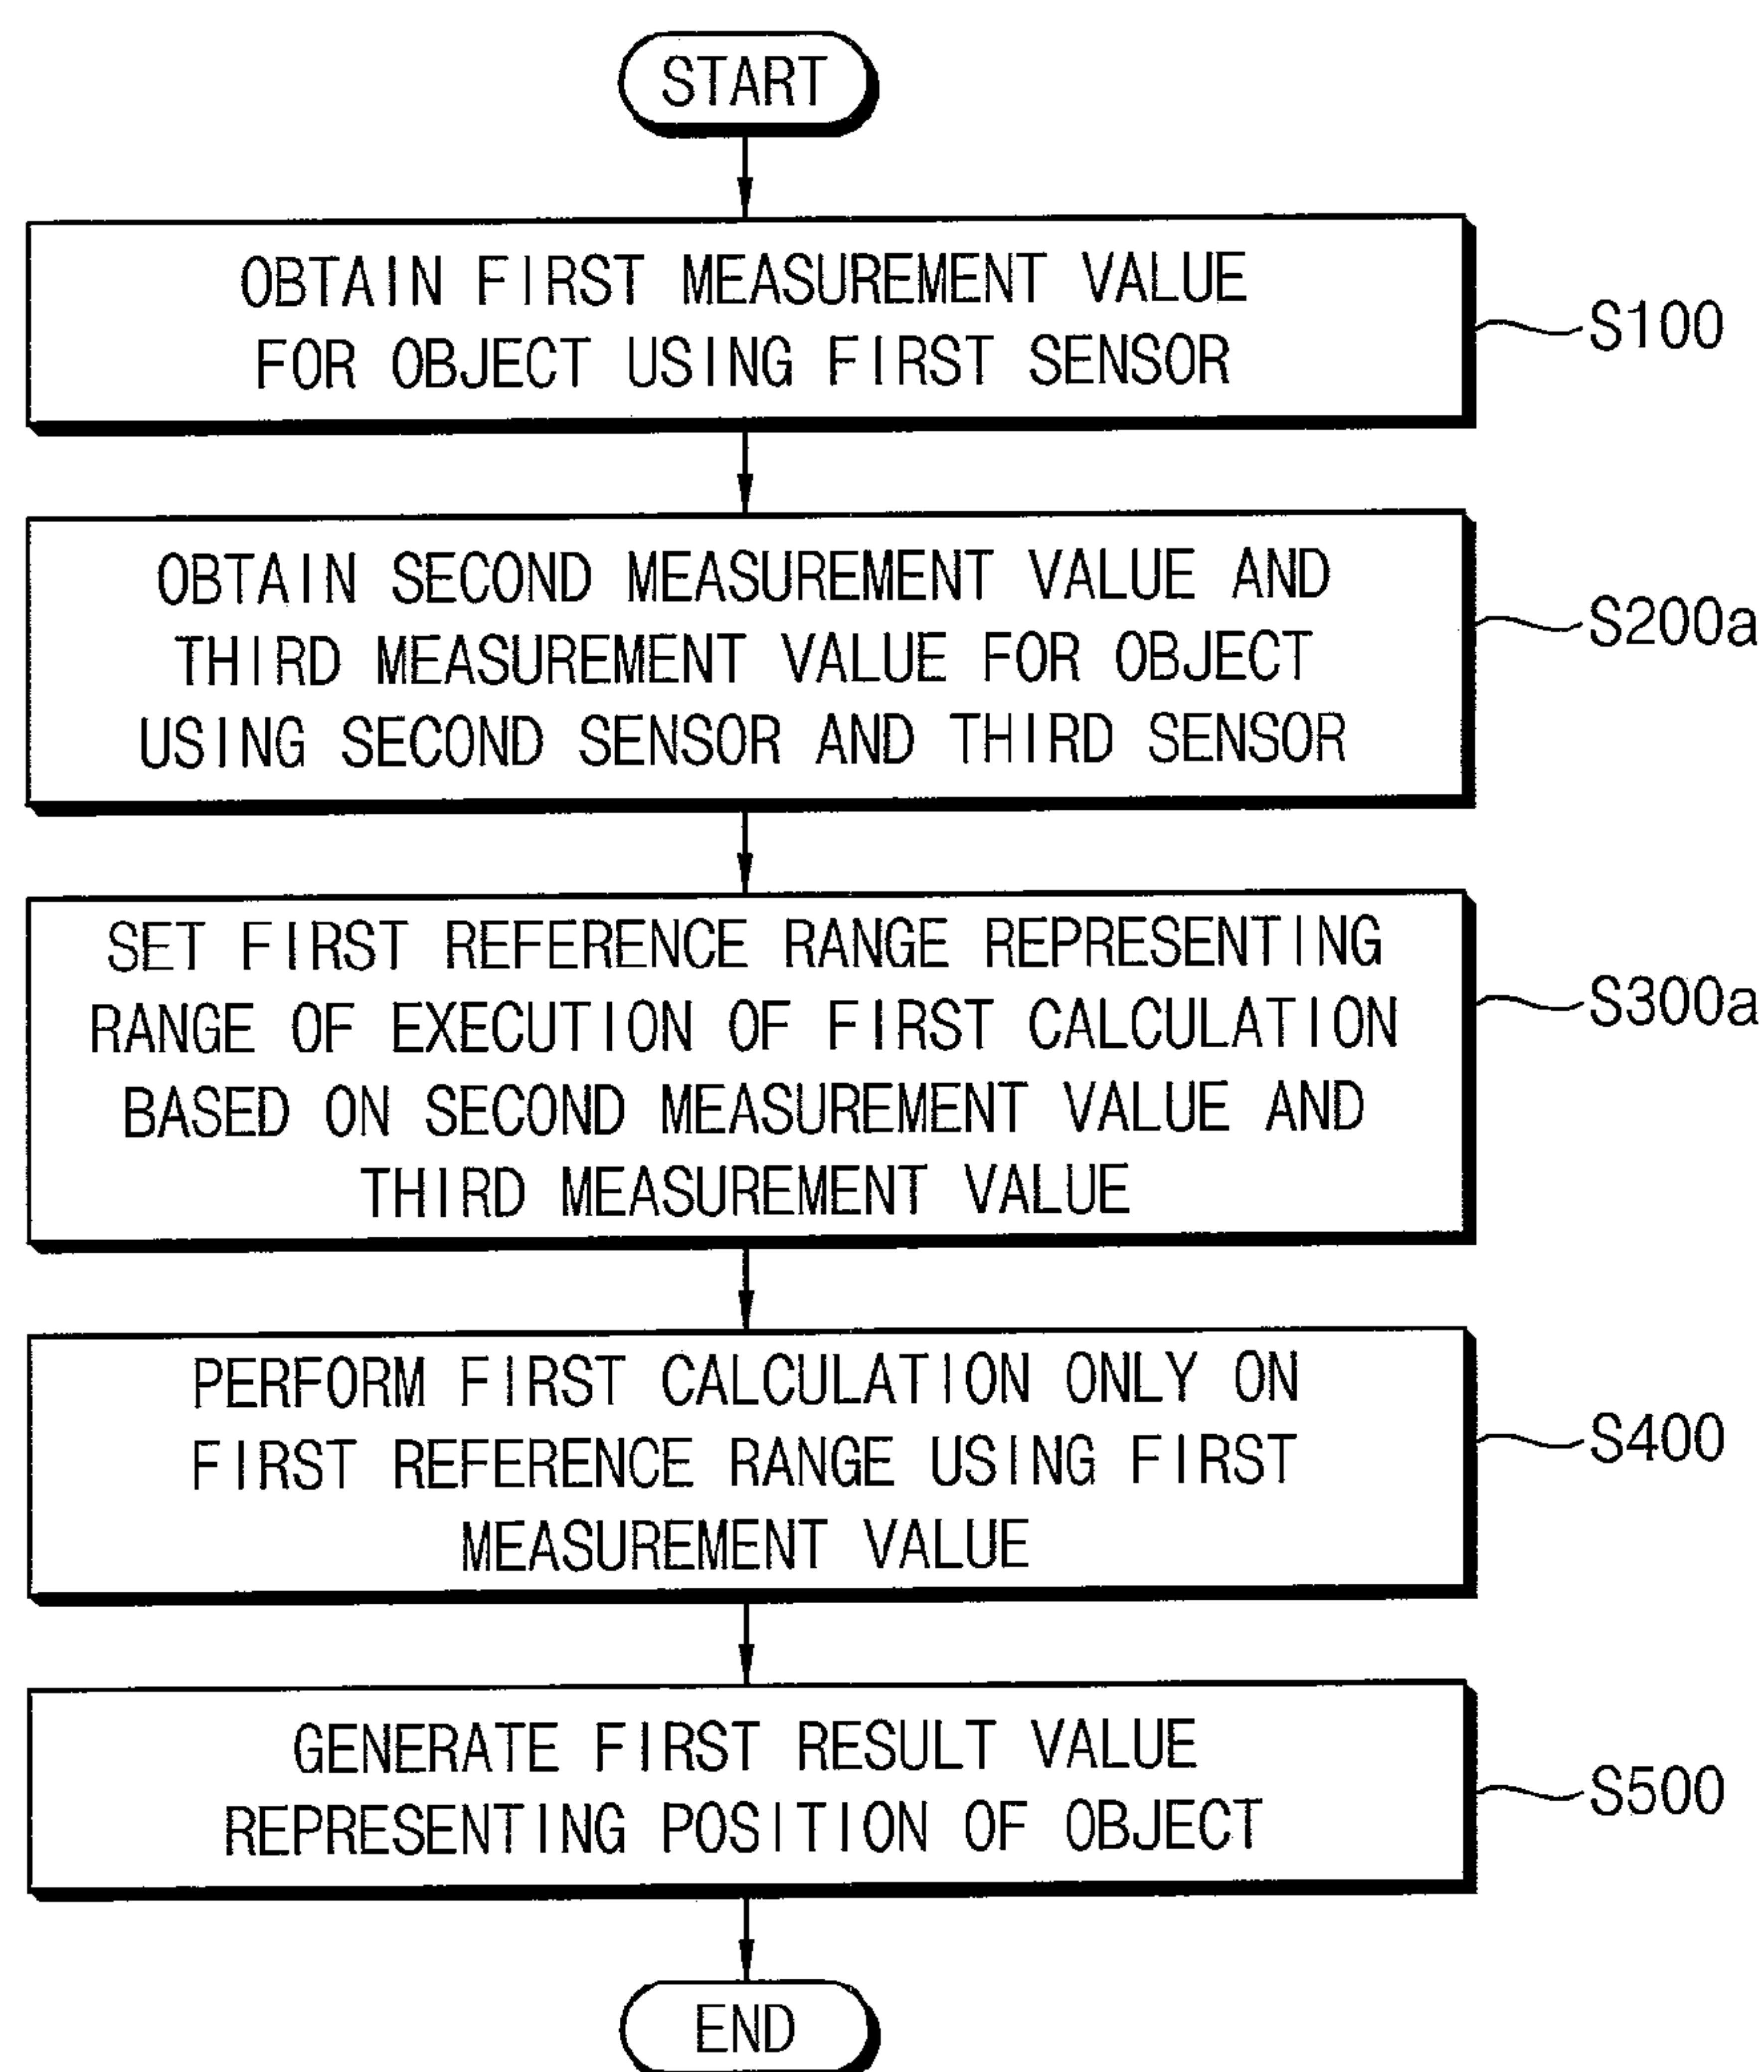 START
OBTAIN FIRST MEASUREMENT VALUE
FOR OBJECT USING FIRST SENSOR
S100
OBTAIN SECOND MEASUREMENT VALUE AND
THIRD MEASUREMENT VALUE FOR OBJECT
USING SECOND SENSOR AND THIRD SENSOR
S200a
SET FIRST REFERENCE RANGE REPRESENTING
RANGE OF EXECUTION OF FIRST CALCULATION
BASED ON SECOND MEASUREMENT VALUE AND
THIRD MEASUREMENT VALUE
S300a
PERFORM FIRST CALCULATION ONLY ON
FIRST REFERENCE RANGE USING FIRST
MEASUREMENT VALUE
S400
GENERATE FIRST RESULT VALUE
REPRESENTING POSITION OF OBJECT
S500
END